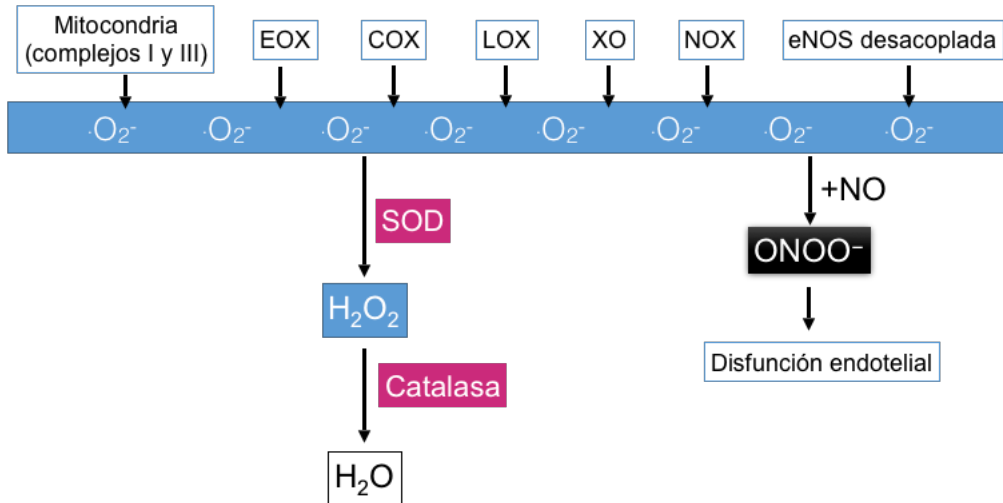 Mitocondria
(complejos I y III)
EOX
COX
LOX
XO
NOX
eNOS desacoplada
·O₂⁻ ·O₂⁻ ·O₂⁻ ·O₂⁻ ·O₂⁻ ·O₂⁻ ·O₂⁻ ·O₂⁻
+NO
SOD
ONOO⁻
H₂O₂
Disfunción endotelial
Catalasa
H₂O